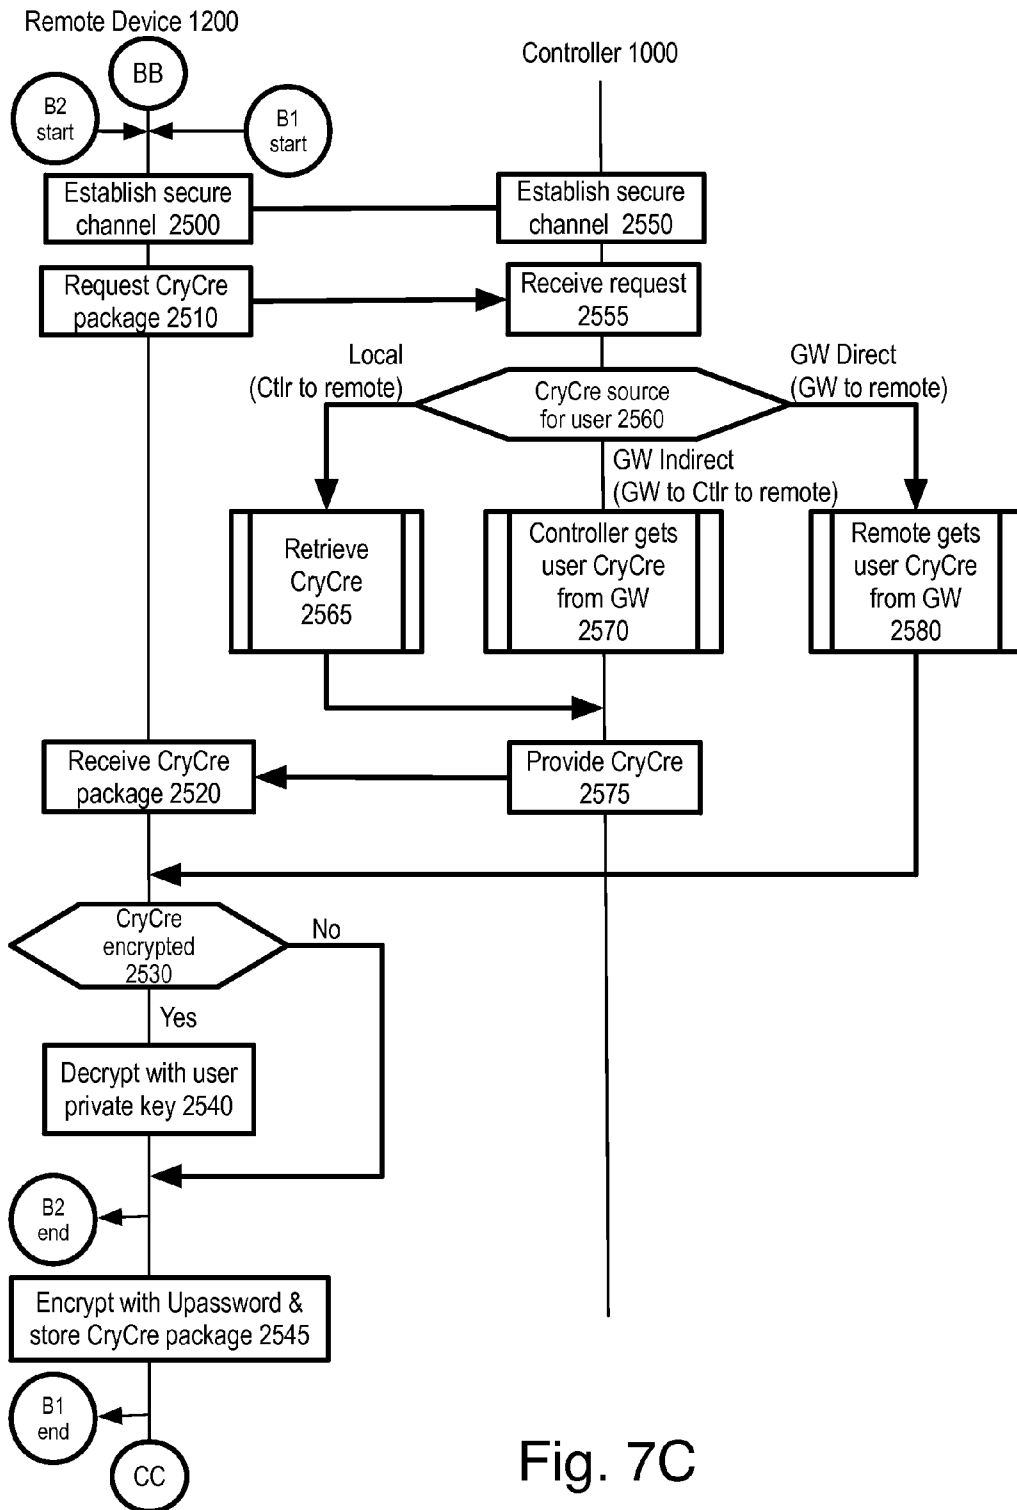 Remote Device 1200
BB
Controller 1000
B2
start
B1
start
Establish secure
channel 2500
Establish secure
channel 2550
Request CryCre
package 2510
Receive request
2555
Local
(Ctlr to remote)
GW Direct
(GW to remote)
CryCre source
for user 2560
GW Indirect
(GW to Ctlr to remote)
Retrieve
CryCre
2565
Controller gets
user CryCre
from GW
2570
Remote gets
user CryCre
from GW
2580
Receive CryCre
package 2520
Provide CryCre
2575
CryCre
encrypted
2530
No
Yes
Decrypt with user
private key 2540
B2
end
Encrypt with Upassword &
store CryCre package 2545
B1
end
CC
Fig. 7C